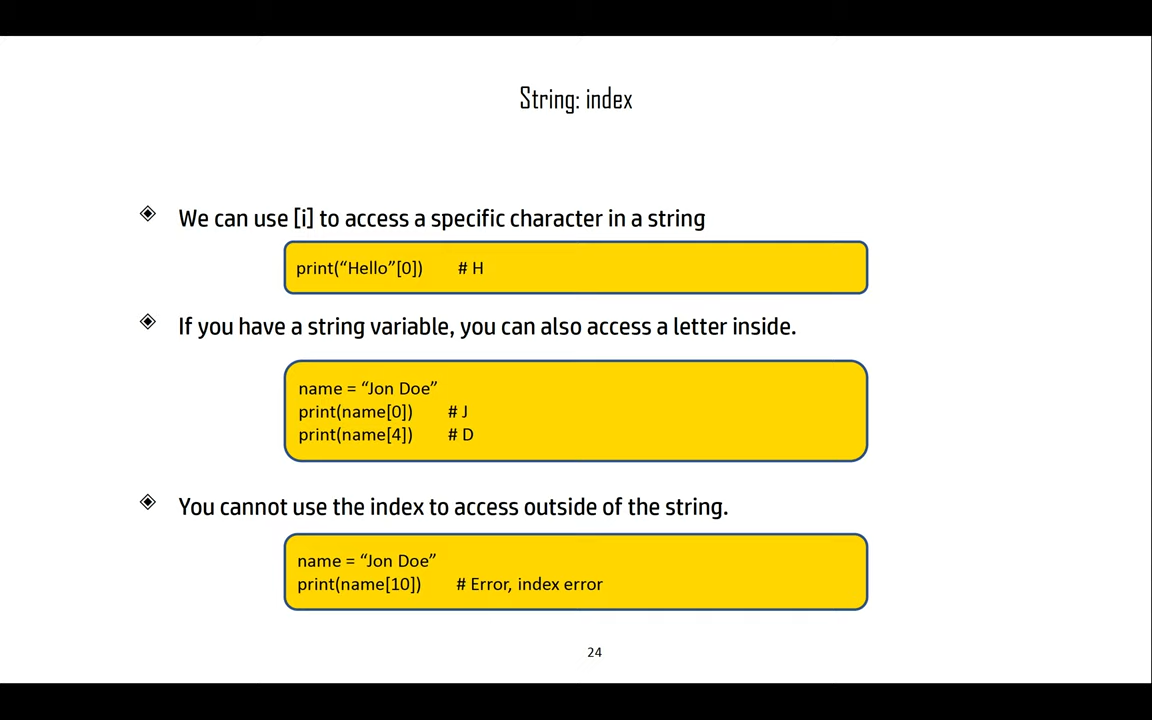 String: index
We can use [i] to access a specific character in a string
print(“Hello”[0]) # H
If you have a string variable, you can also access a letter inside.
name = “Jon Doe”
print(name[0]) # J
print(name[4]) # D
You cannot use the index to access outside of the string.
name = “Jon Doe”
print(name[10]) # Error, index error
24